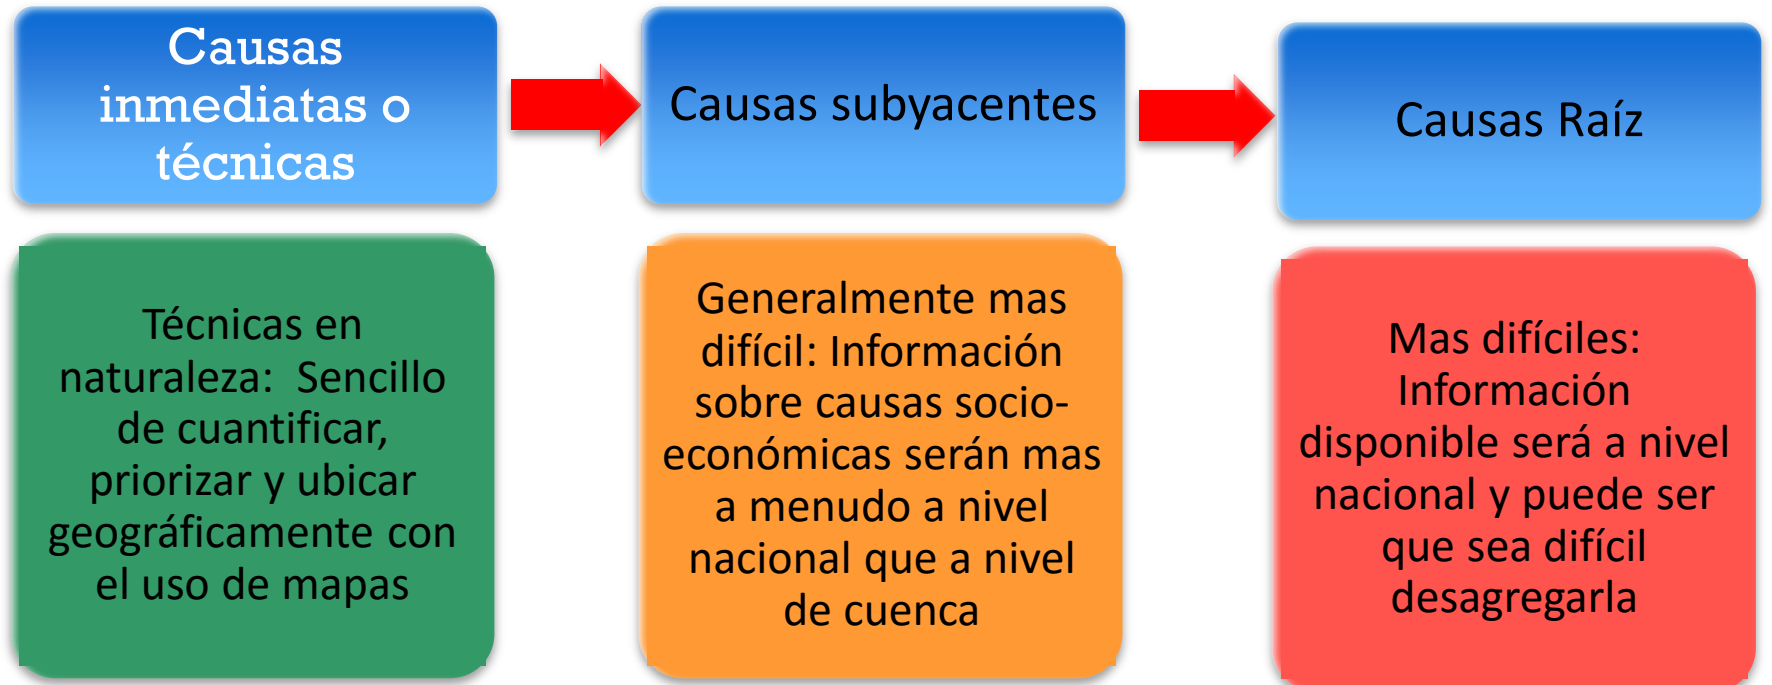 Causas
inmediatas o
técnicas
Causas subyacentes
Causas Raíz
Técnicas en
naturaleza:  Sencillo
de cuantificar,
priorizar y ubicar
geográficamente con
el uso de mapas
Generalmente mas
difícil: Información
sobre causas socio-
económicas serán mas
a menudo a nivel
nacional que a nivel
de cuenca
Mas difíciles:
Información
disponible será a nivel
nacional y puede ser
que sea difícil
desagregarla